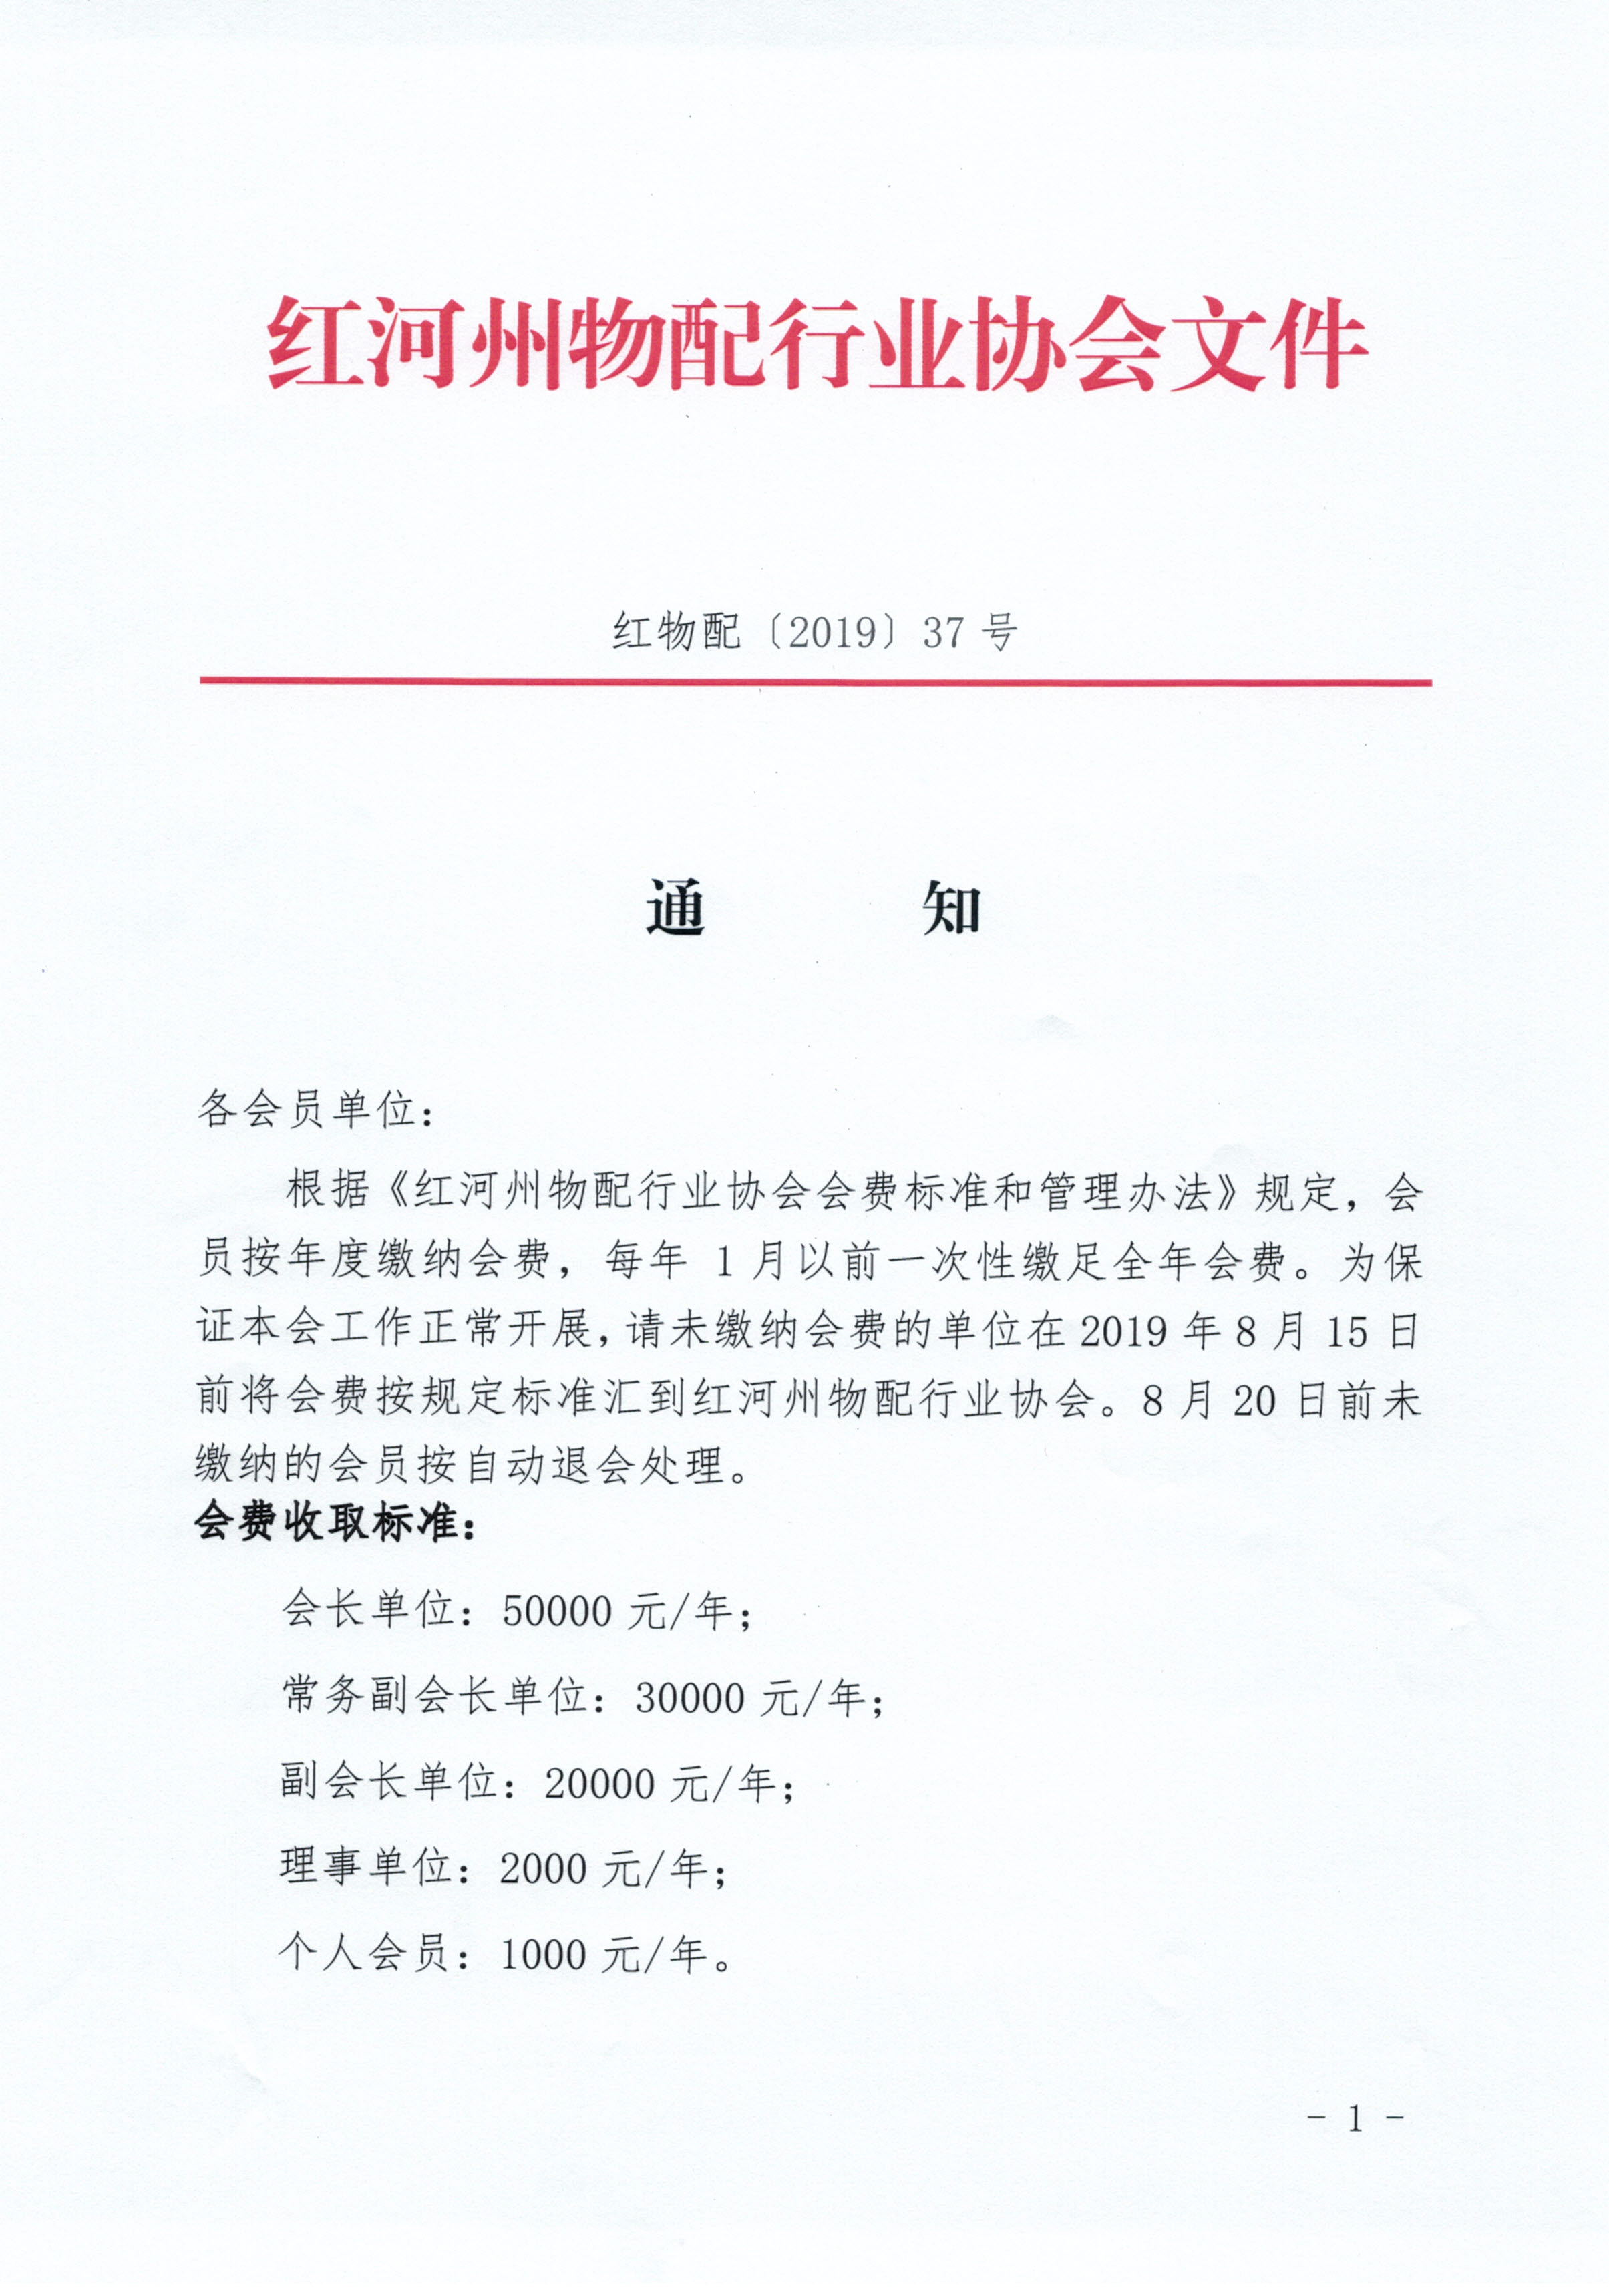 红河州物配行业协会文件
红物配〔2019〕37 号
通 知
各会员单位：
根据《红河州物配行业协会会费标准和管理办法》规定，会
员按年度缴纳会费，每年 1 月以前一次性缴足全年会费。为保
证本会工作正常开展，请未缴纳会费的单位在 2019 年 8 月 15 日
前将会费按规定标准汇到红河州物配行业协会。8 月 20 日前未
缴纳的会员按自动退会处理。
会费收取标准：
会长单位：50000 元/年；
常务副会长单位：30000 元/年；
副会长单位：20000 元/年；
理事单位：2000 元/年；
个人会员：1000 元/年。
- 1 -